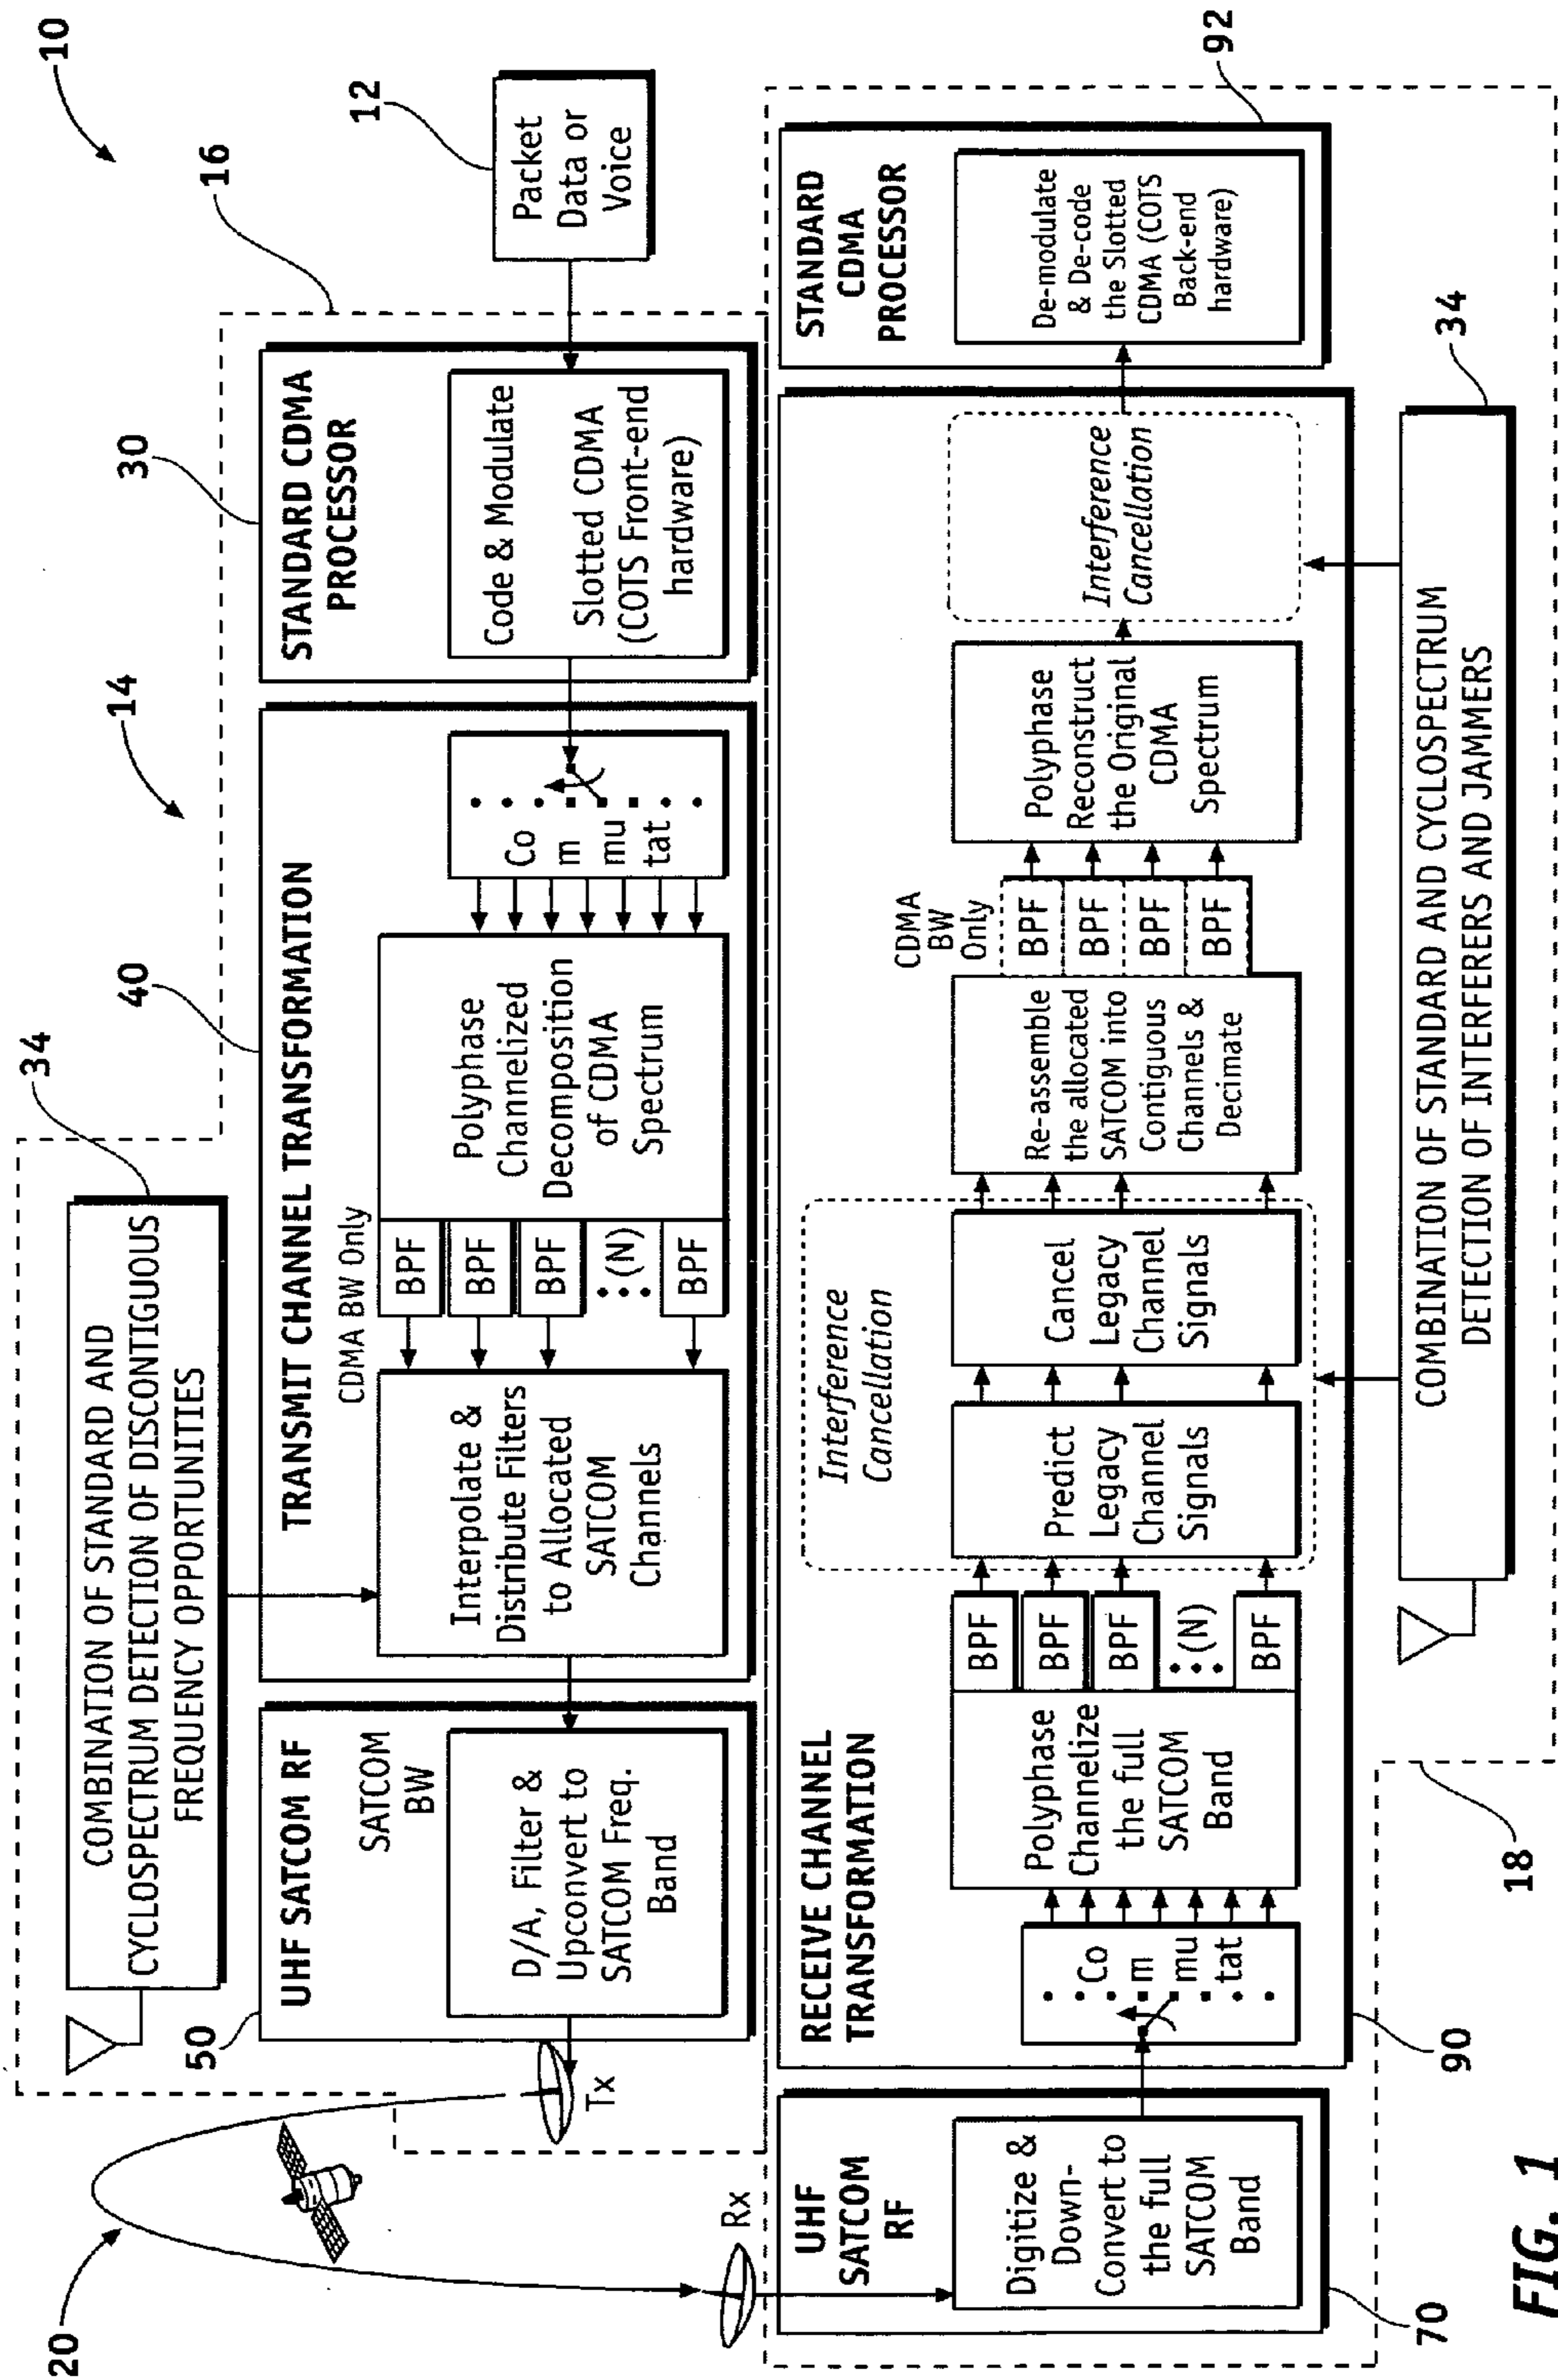 10
20
34
COMBINATION OF STANDARD AND
CYCLOSPECTRUM DETECTION OF DISCONTIGUOUS
FREQUENCY OPPORTUNITIES
14
16
12
Packet
Data or
Voice
50
UHF SATCOM RF
SATCOM
BW
D/A, Filter &
Upconvert to
SATCOM Freq.
Band
Tx
40
TRANSMIT CHANNEL TRANSFORMATION
CDMA BW Only
Interpolate &
Distribute Filters
to Allocated
SATCOM
Channels
BPF
BPF
BPF
(N)
BPF
Polyphase
Channelized
Decomposition
of CDMA
Spectrum
Co
m
mu
tat
30
STANDARD CDMA
PROCESSOR
Code & Modulate
Slotted CDMA
(COTS Front-end
hardware)
Rx
70
UHF
SATCOM
RF
Digitize &
Down-
Convert to
the full
SATCOM
Band
90
RECEIVE CHANNEL
TRANSFORMATION
Co
m
mu
tat
Polyphase
Channelize
the full
SATCOM
Band
BPF
BPF
BPF
(N)
BPF
Interference
Cancellation
Predict
Legacy
Channel
Signals
Cancel
Legacy
Channel
Signals
Re-assemble
the allocated
SATCOM into
Contiguous
Channels &
Decimate
CDMA
BW
Only
BPF
BPF
BPF
BPF
Polyphase
Reconstruct
the Original
CDMA
Spectrum
Interference
Cancellation
92
STANDARD
CDMA
PROCESSOR
De-modulate
& De-code
the Slotted
CDMA (COTS
Back-end
hardware)
18
34
COMBINATION OF STANDARD AND CYCLOSPECTRUM
DETECTION OF INTERFERERS AND JAMMERS
FIG. 1